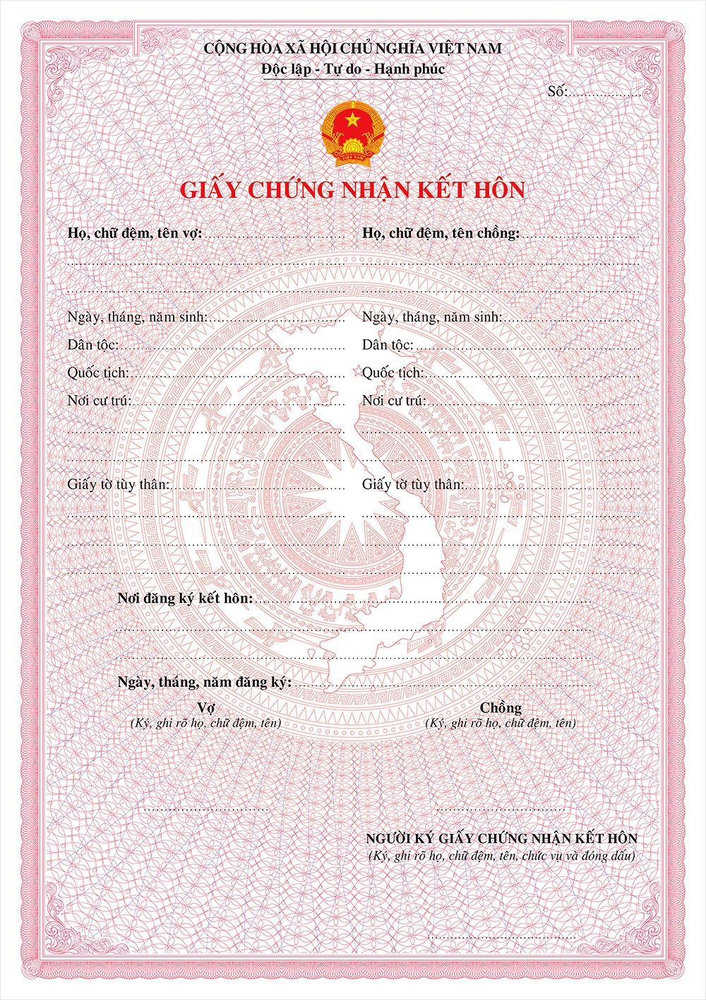 CỘNG HÒA XÃ HỘI CHỦ NGHĨA VIỆT NAM
Độc lập - Tự do - Hạnh phúc
Số:
VIỆT NAM
GIẤY CHỨNG NHẬN KẾT HÔN
Họ, chữ đệm, tên vợ:
Họ, chữ đệm, tên chồng:
Ngày, tháng, năm sinh:
Ngày, tháng, năm sinh:
Dân tộc:
Dân tộc:
Quốc tịch:
Quốc tịch:
Nơi cư trú:
Nơi cư trú:
Giấy tờ tùy thân:
Giấy tờ tùy thân:
Nơi đăng ký kết hôn:
Ngày, tháng, năm đăng ký:
Vợ
(Ký, ghi rõ họ, chữ đệm, tên)
Chồng
(Ký, ghi rõ họ, chữ đệm, tên)
NGƯỜI KÝ GIẤY CHỨNG NHẬN KẾT HÔN
(Ký, ghi rõ họ, chữ đệm, tên, chức vụ và đóng dấu)